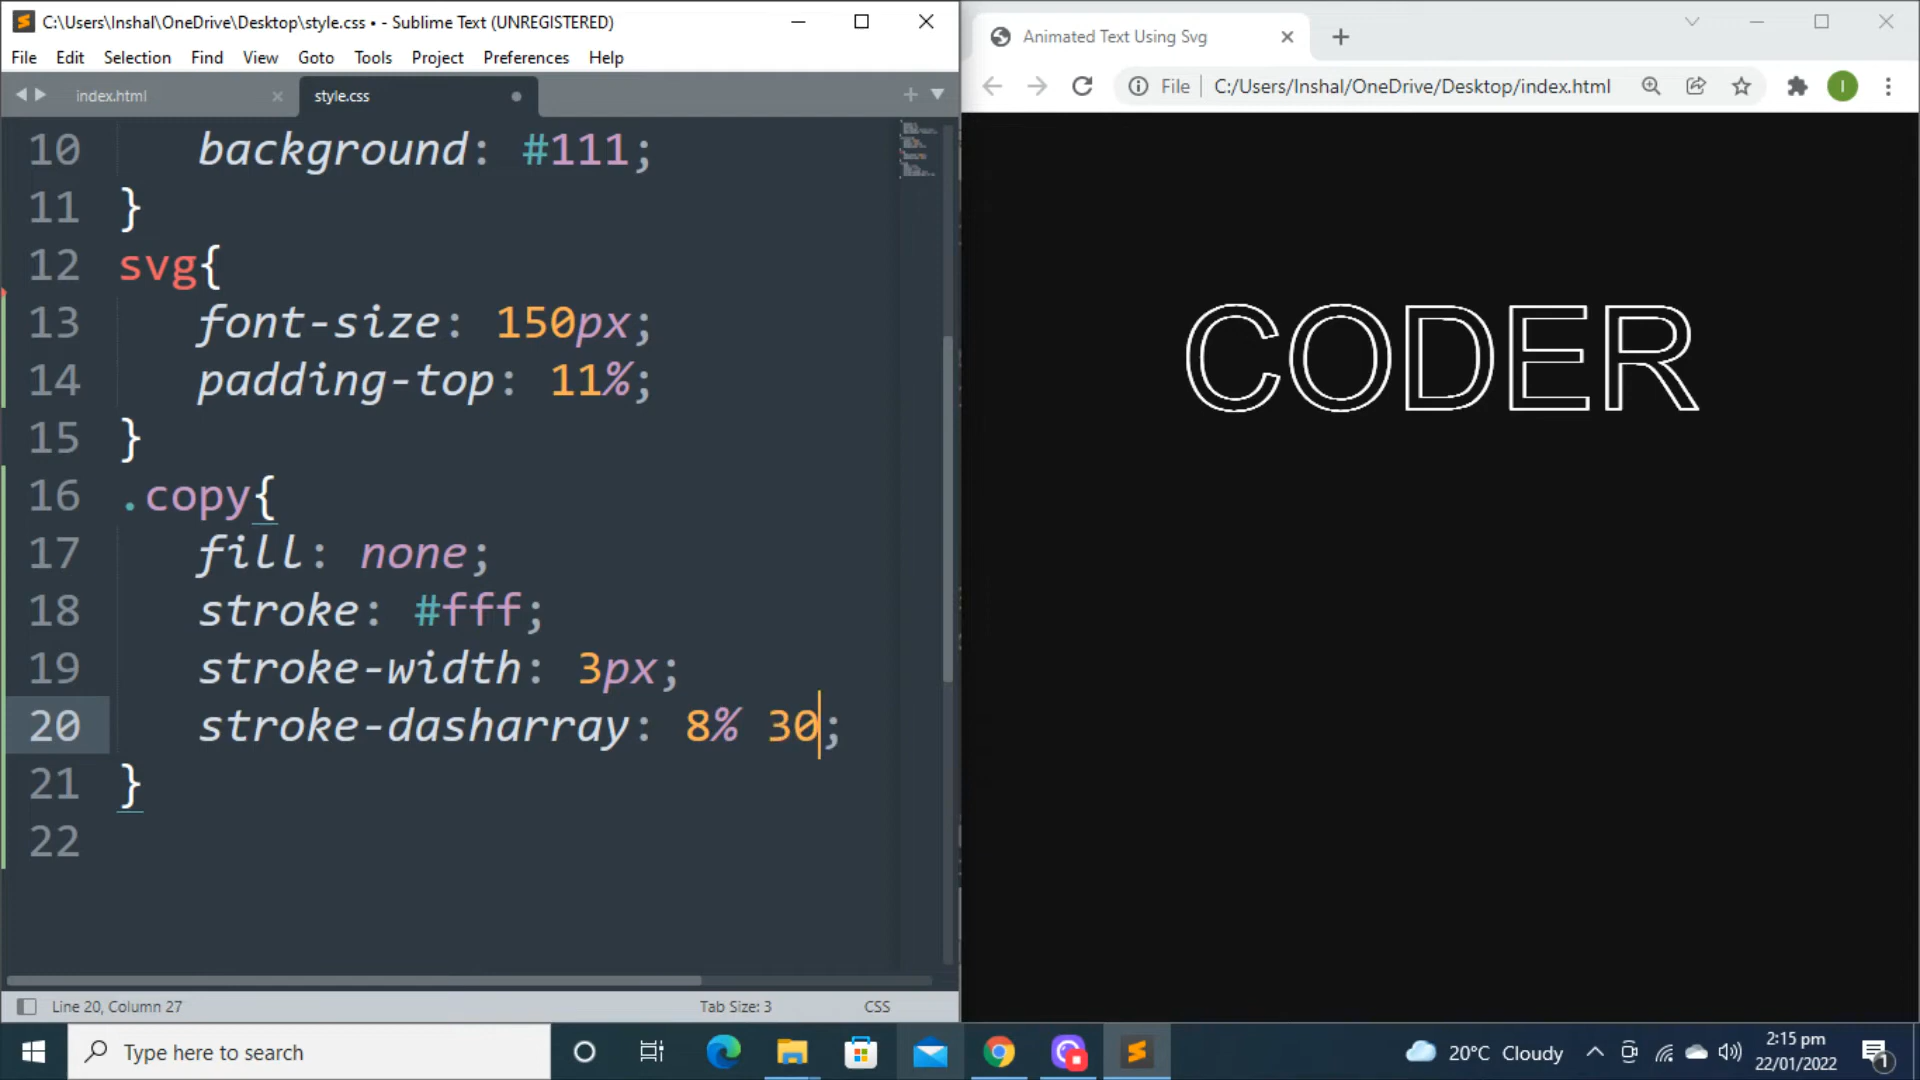 C:\Users\Inshal\OneDrive\Desktop\style.css • - Sublime Text (UNREGISTERED)
File Edit Selection Find View Goto Tools Project Preferences Help
index.html
style.css
10 background: #111;
11 }
12 svg{
13 font-size: 150px;
14 padding-top: 11%;
15 }
16 .copy{
17 fill: none;
18 stroke: #fff;
19 stroke-width: 3px;
20 stroke-dasharray: 8% 30;
21 }
22
Line 20, Column 27
Tab Size: 3
CSS
Animated Text Using Svg
File
C:/Users/Inshal/OneDrive/Desktop/index.html
I
CODER
Type here to search
20°C Cloudy
2:15 pm
22/01/2022
1